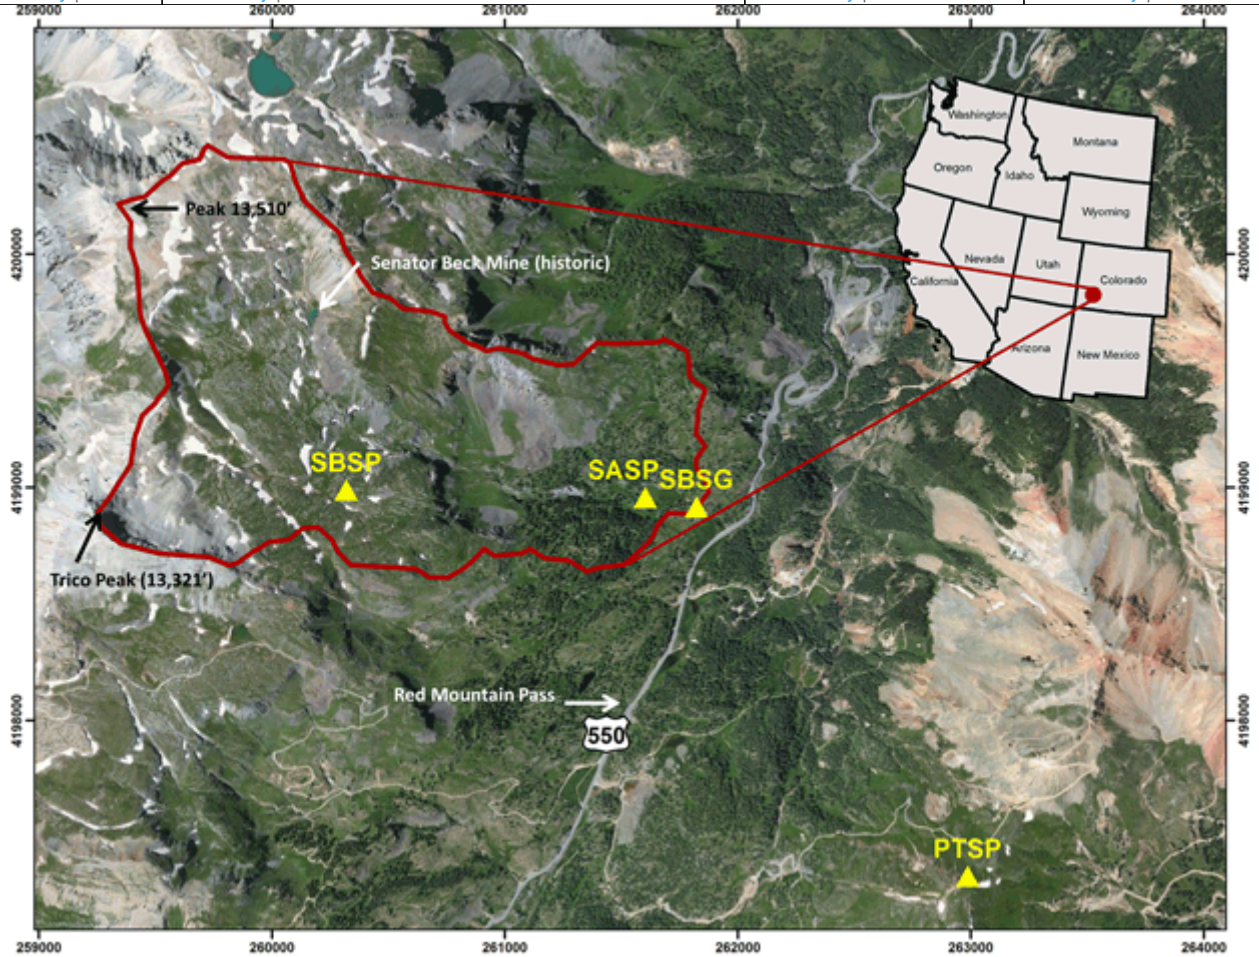 259000
260000
261000
262000
263000
264000
Washington
Montana
Oregon
Idaho
Wyoming
Peak 13,510'
4200000
4200000
Senator Beck Mine (historic)
Nevada
Utah
Colorado
California
Arizona
New Mexico
SBSP
SASP
SBSG
4199000
4199000
Trico Peak (13,321')
Red Mountain Pass
550
4198000
4198000
PTSP
259000
260000
261000
262000
263000
264000